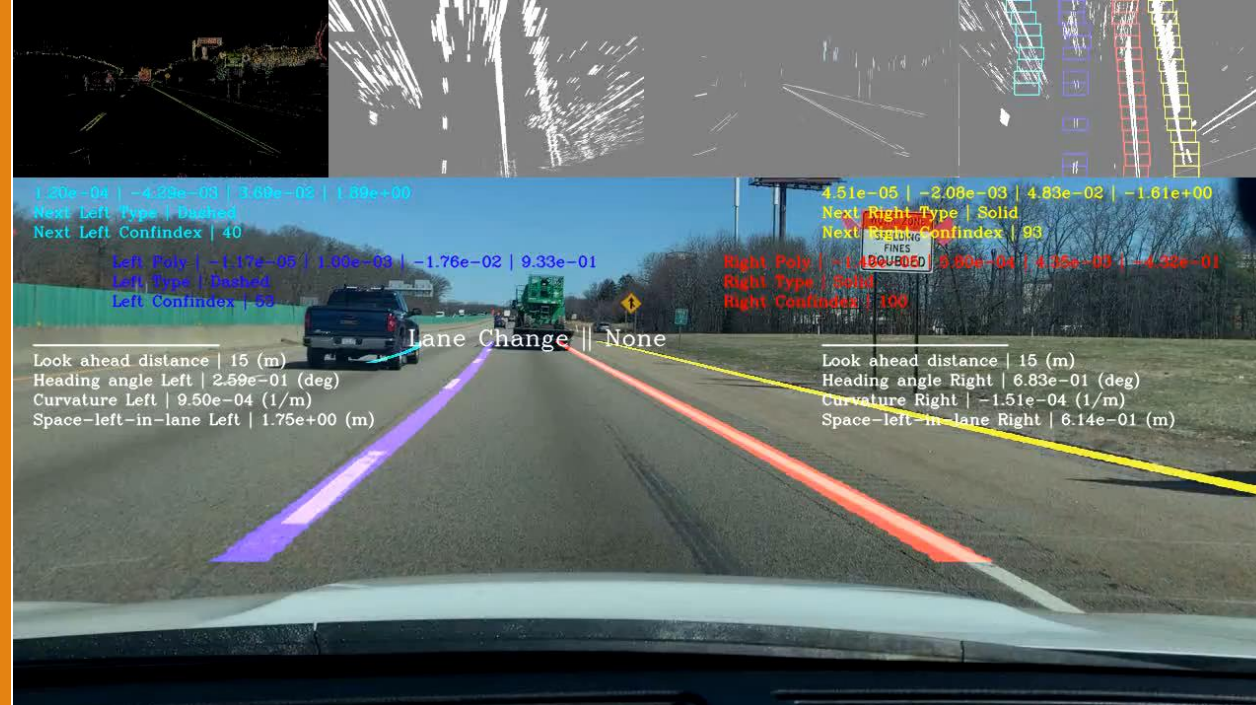 1.20e-04 | -4.29e-03 | 3.69e-02 | 1.89e+00
Next Left Type | Dashed
Next Left Confindex | 40
Left Poly | -1.17e-05 | 1.00e-03 | -1.76e-02 | 9.33e-01
Left Type | Dashed
Left Confindex | 53
4.51e-05 | -2.08e-03 | 4.83e-02 | -1.61e+00
Next Right Type | Solid
Next Right Confindex | 93
FINES
DOUBLED
Right Poly
Right Type | Solid
Right Confindex | 100
Lane Change || None
Look ahead distance | 15 (m)
Heading angle Left | 2.59e-01 (deg)
Curvature Left | 9.50e-04 (1/m)
Space-left-in-lane Left | 1.75e+00 (m)
Look ahead distance | 15 (m)
Heading angle Right | 6.83e-01 (deg)
Curvature Right | -1.51e-04 (1/m)
Space-left-in-lane Right | 6.14e-01 (m)